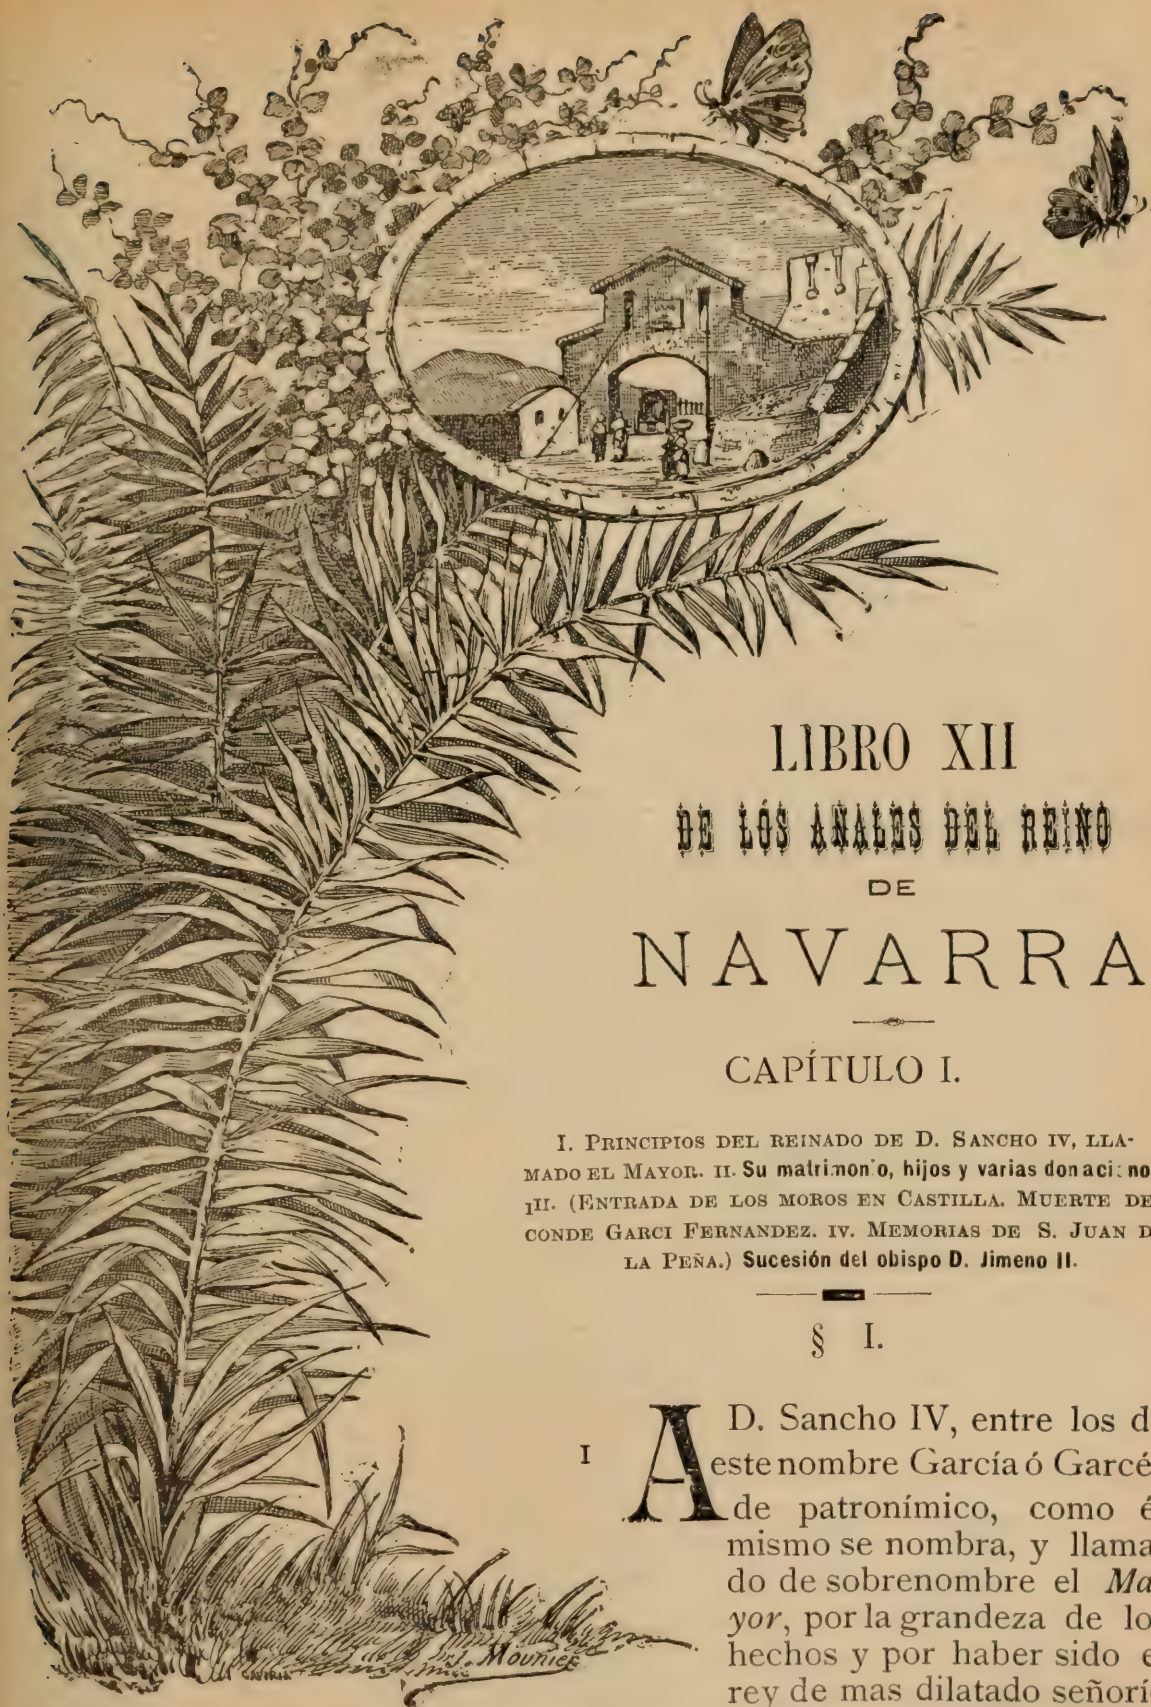 LIBRO XII
DE LÓS ANALES DEL REINO
DE
NAVARRA
CAPÍTULO I.
I. PRINCIPIOS DEL REINADO DE D. SANCHO IV, LLA-
MADO EL MAYOR. II. Su matrimonio, hijos y varias donacino
III. (ENTRADA DE LOS MOROS EN CASTILLA. MUERTE DE
CONDE GARCI FERNANDEZ. IV. MEMORIAS DE S. JUAN D
LA PEÑA.) Sucesión del obispo D. Jimeno II.
§ I.
I
A D. Sancho IV, entre los d
este nombre García ó Garcé
de patronímico, como é
mismo se nombra, y llama
do de sobrenombre el Ma
yor, por la grandeza de lo
hechos y por haber sido e
rey de mas dilatado señorí
J. Mounier
GAVIRIA